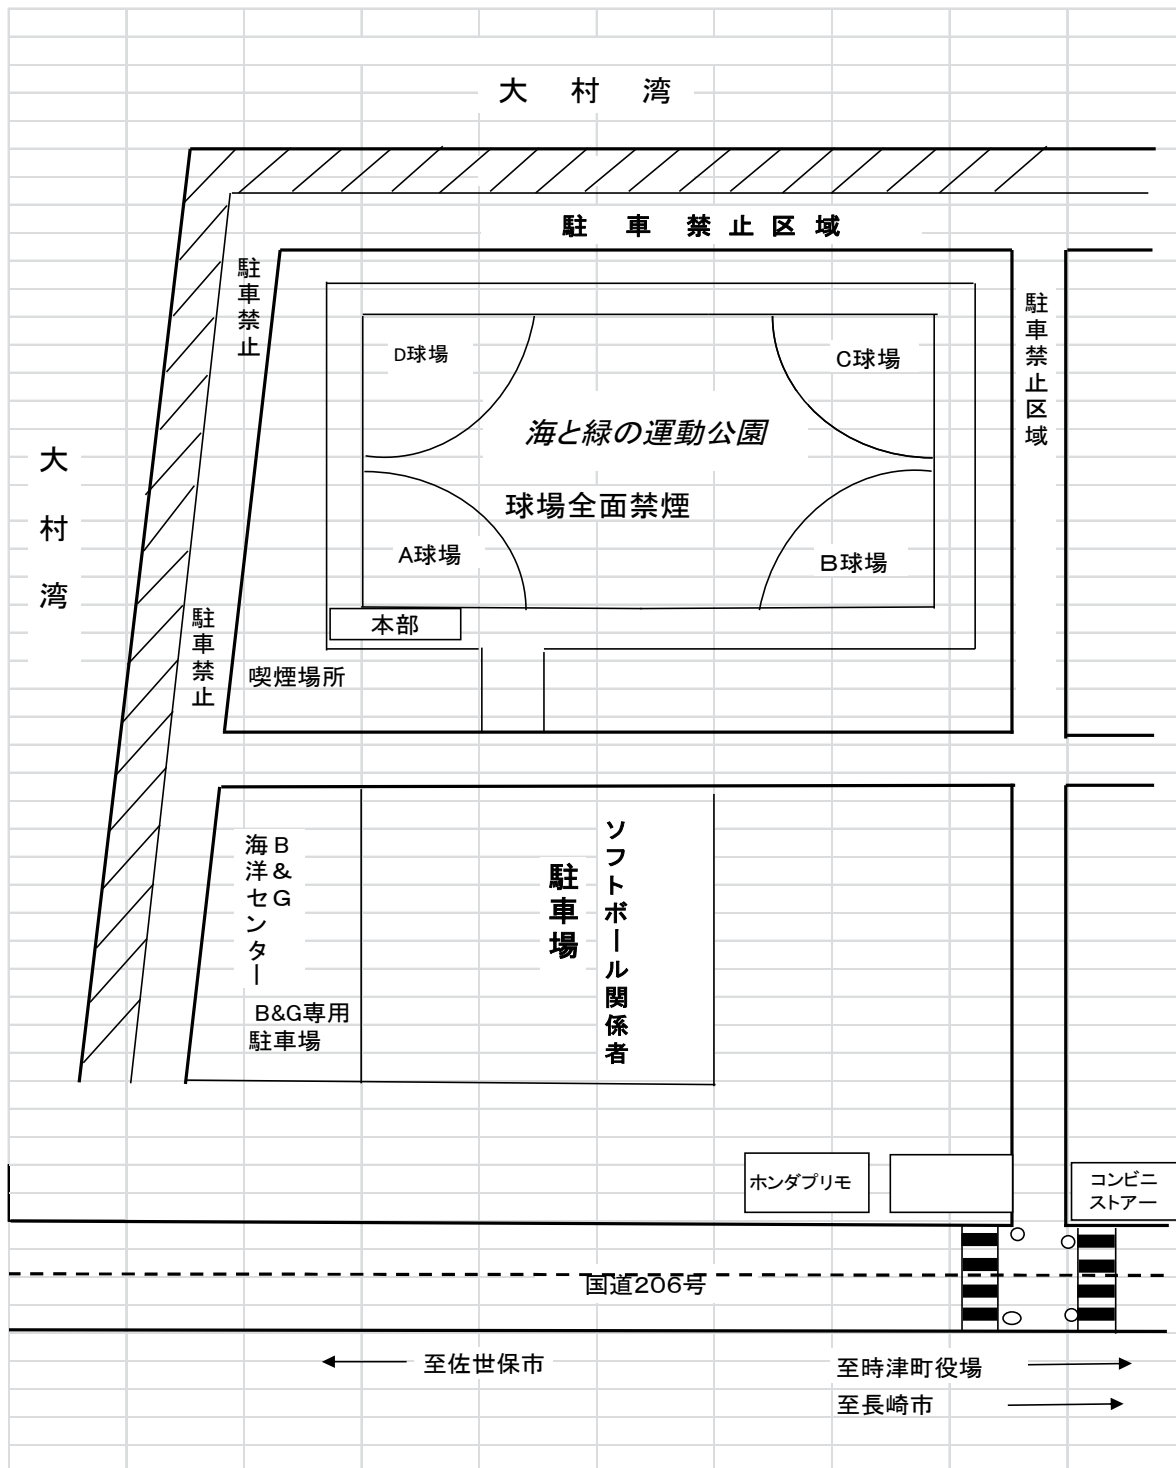 大　村　湾
駐　車　禁 止 区 域
駐車禁止
駐車禁止区域
D球場
C球場
海と緑の運動公園
大村湾
球場全面禁煙
A球場
B球場
本部
駐車禁止
喫煙場所
B&G
海洋センター
ソフトボール関係者
駐車場
B&G専用
駐車場
ホンダプリモ
コンビニ
ストアー
国道206号
至佐世保市
至時津町役場
至長崎市